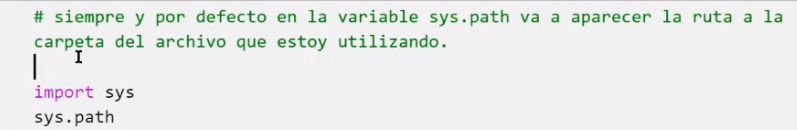 # siempre y por defecto en la variable sys.path va a aparecer la ruta a la
carpeta del archivo que estoy utilizando.
import sys
sys.path